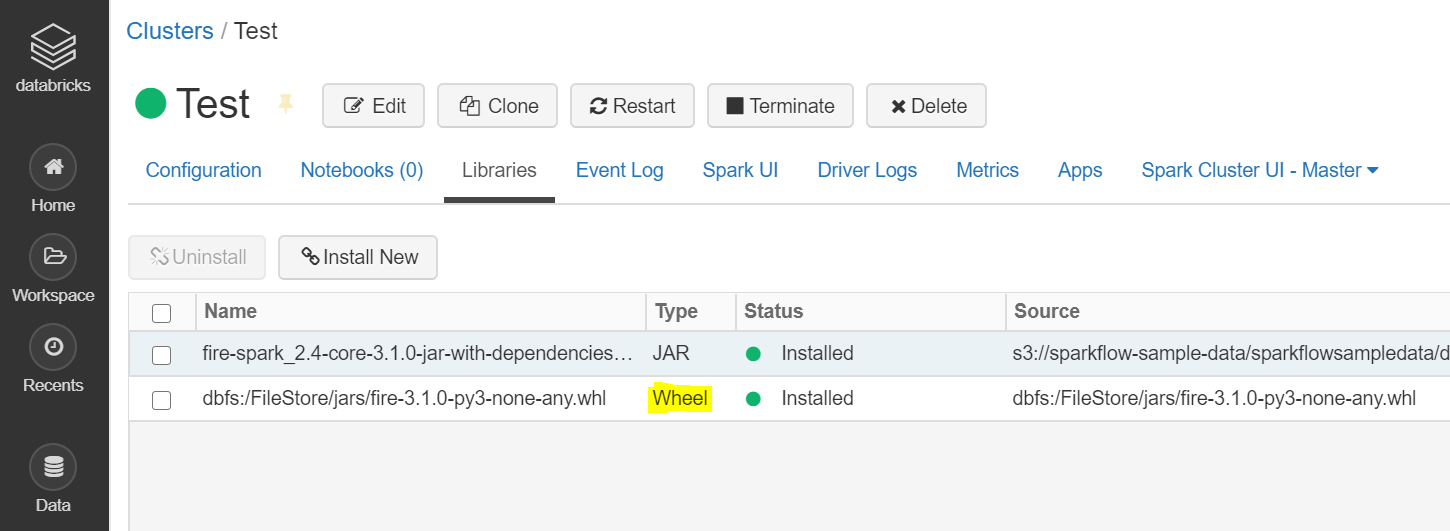 databricks
Home
Workspace
Recents
Data
Clusters / Test
Test Edit Clone Restart Terminate Delete
Configuration Notebooks (0) Libraries Event Log Spark UI Driver Logs Metrics Apps Spark Cluster UI - Master
Uninstall Install New
Name Type Status Source
fire-spark_2.4-core-3.1.0-jar-with-dependencies... JAR Installed s3://sparkflow-sample-data/sparkflowsampledata/d
dbfs:/FileStore/jars/fire-3.1.0-py3-none-any.whl Wheel Installed dbfs:/FileStore/jars/fire-3.1.0-py3-none-any.whl